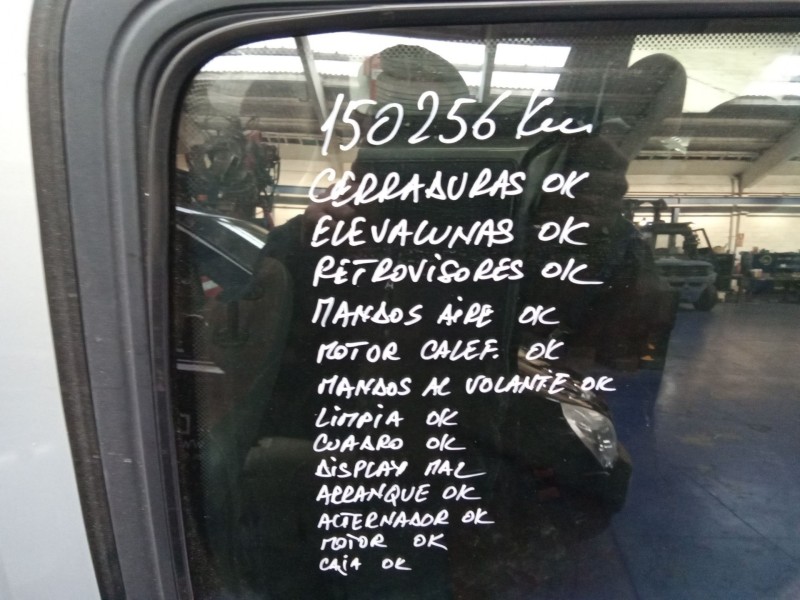 150256 Km
CERRADURAS OK
ELEVALUNAS OK
RETROVISORES OK
MANDOS AIRE OK
MOTOR CALEF. OK
MANDOS AL VOLANTE OK
LIMPIA OK
CUADRO OK
DISPLAY MAL
ARRANQUE OK
ALTERNADOR OK
MOTOR OK
CAJA OK